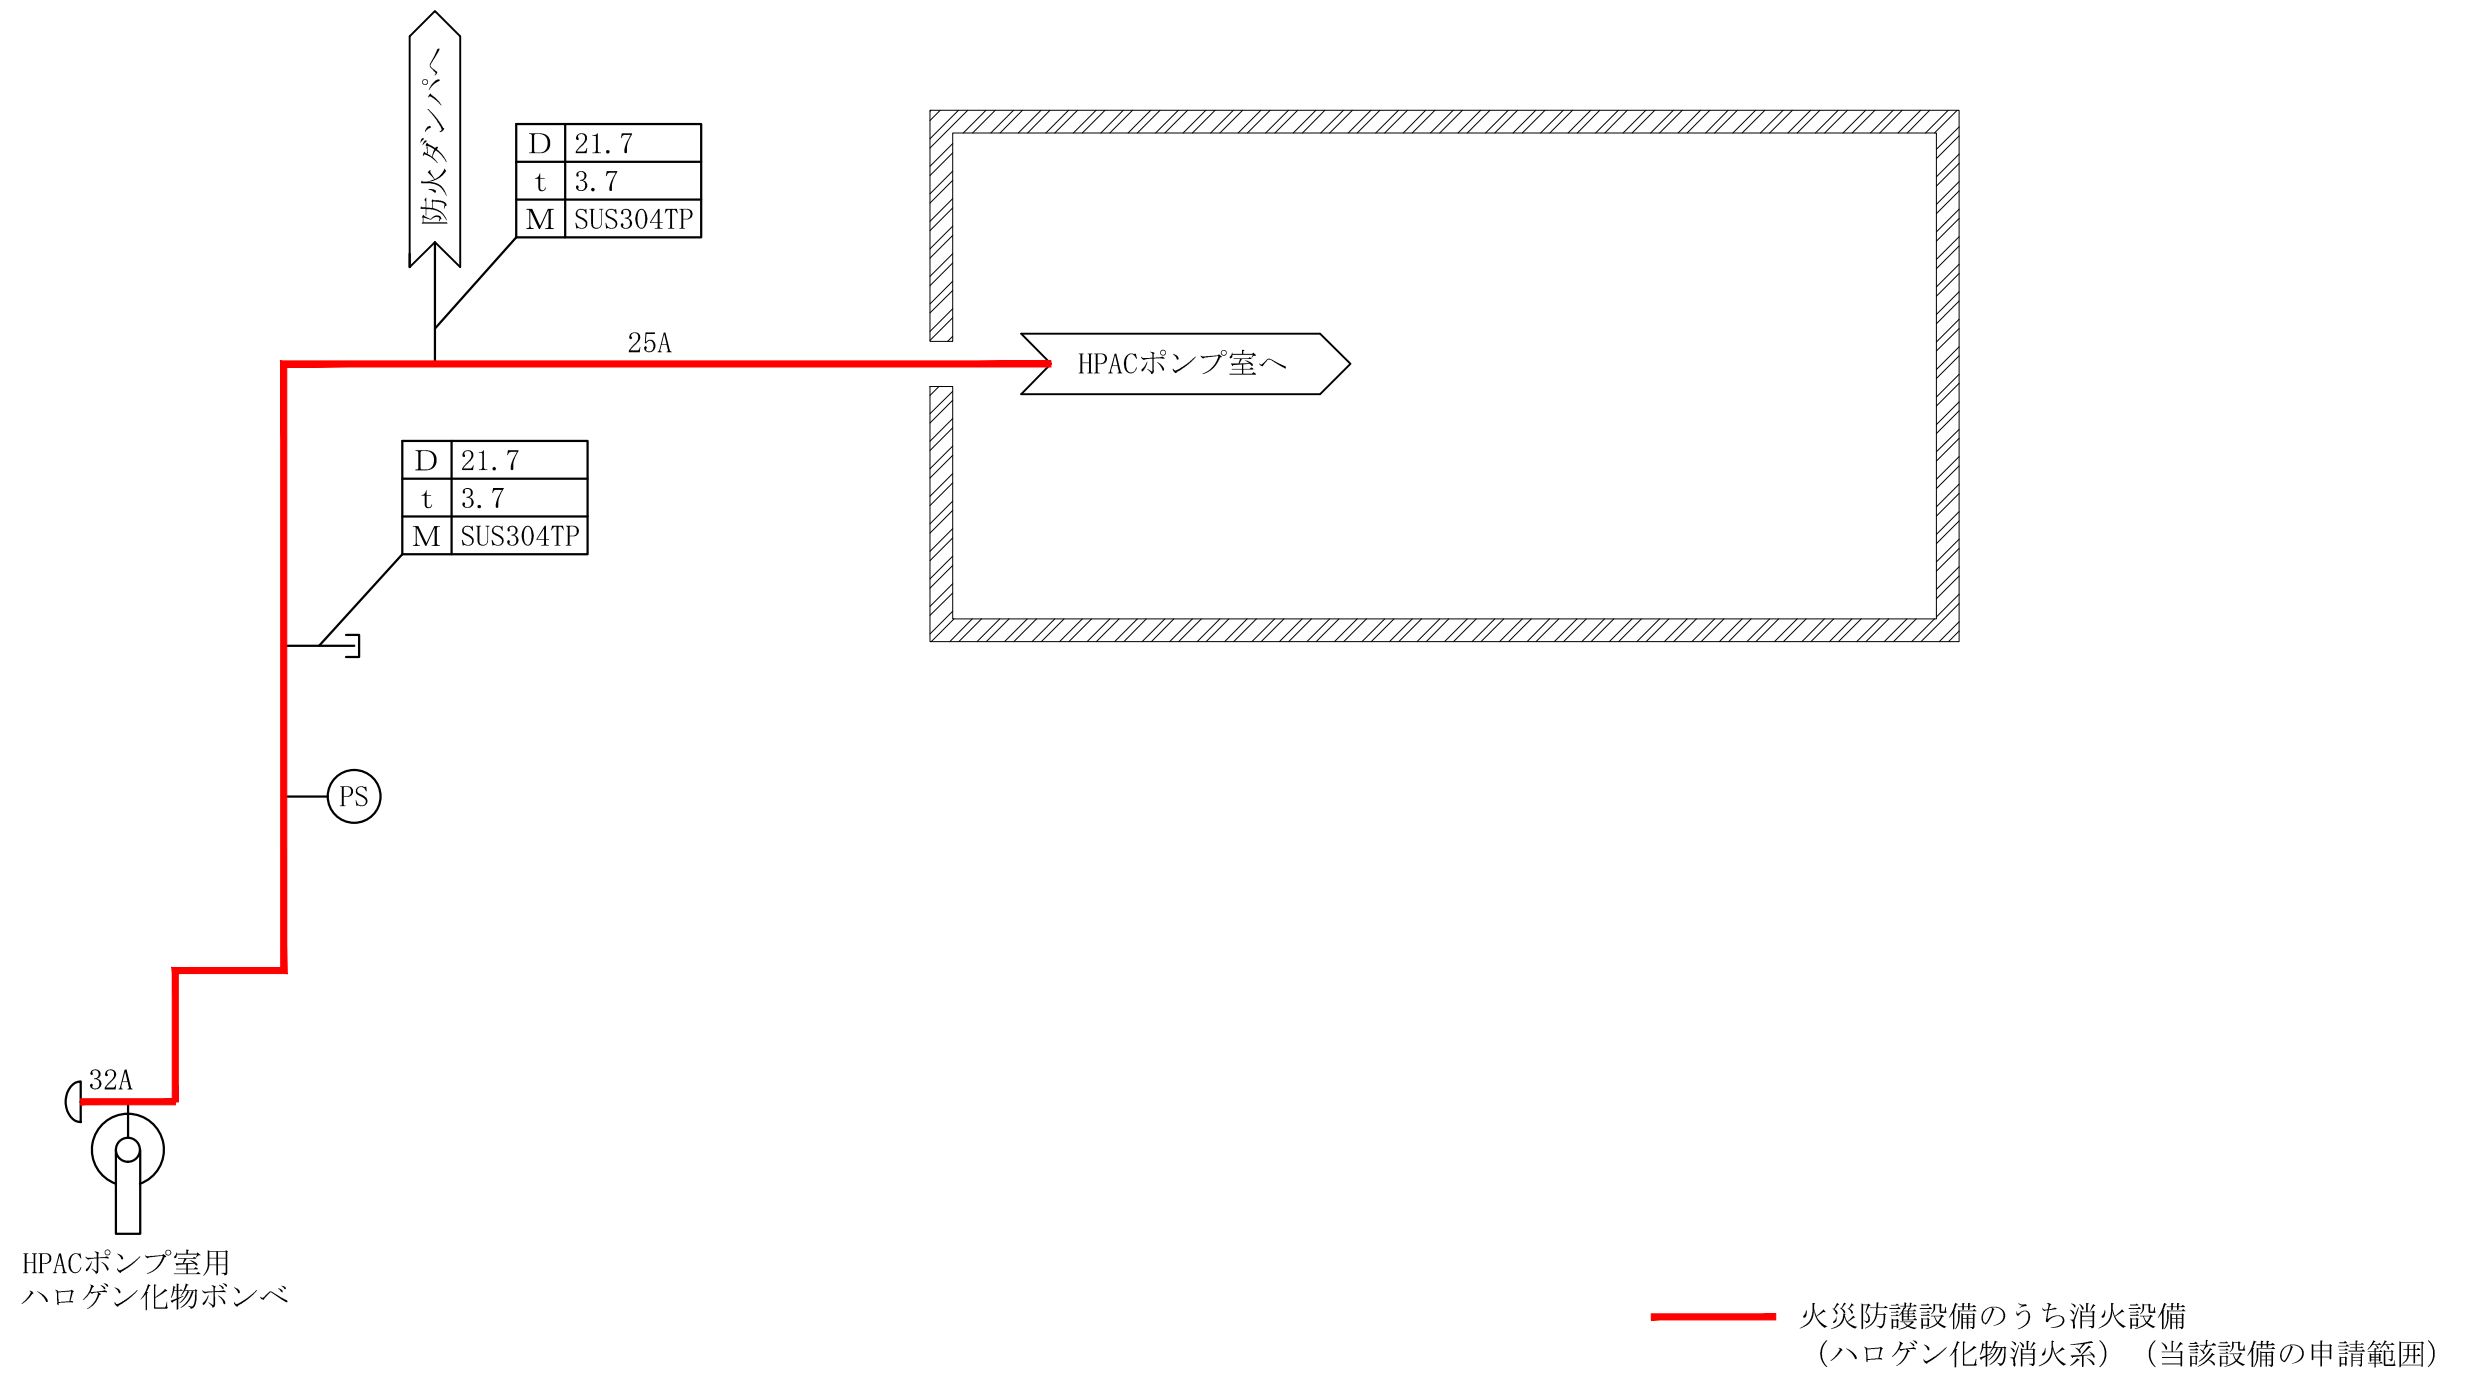 防火ダンパへ
D 21.7
t 3.7
M SUS304TP
25A
HPACポンプ室へ
D 21.7
t 3.7
M SUS304TP
PS
32A
HPACポンプ室用
ハロゲン化物ボンベ
火災防護設備のうち消火設備
（ハロゲン化物消火系）（当該設備の申請範囲）